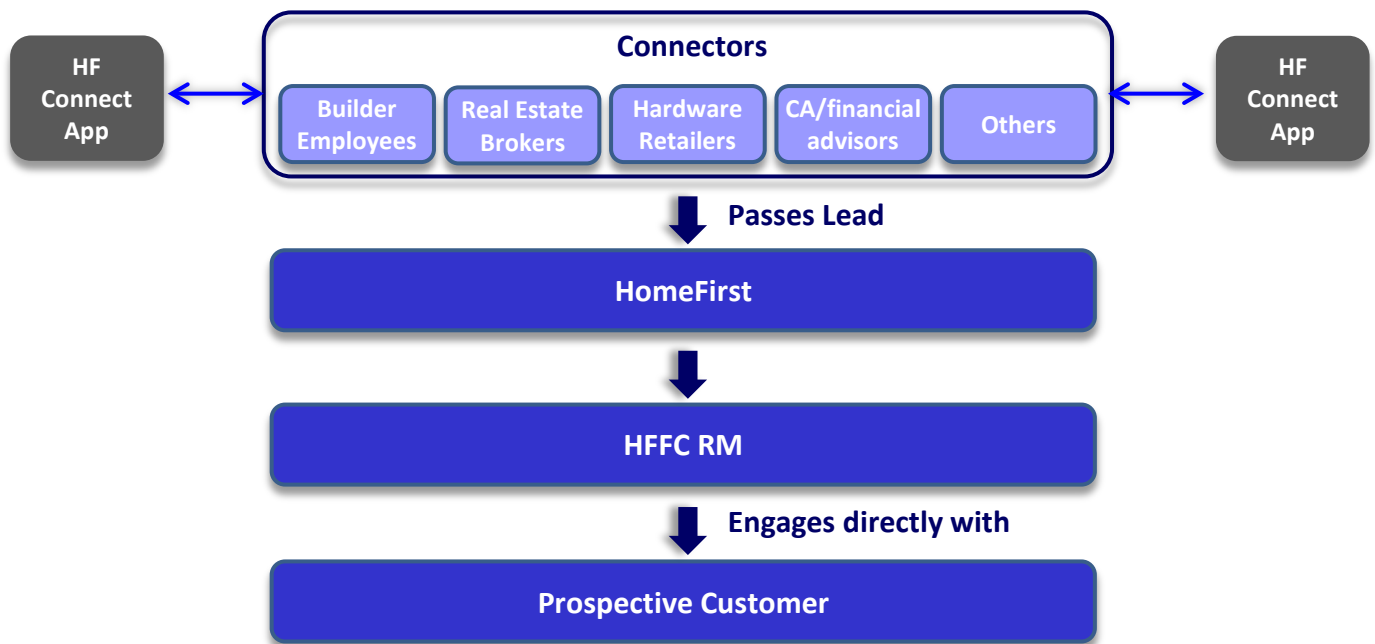 Connectors
HF
Connect
App
Builder
Employees
Real Estate
Brokers
Hardware
Retailers
CA/financial
advisors
Others
HF
Connect
App
Passes Lead
HomeFirst
HFFC RM
Engages directly with
Prospective Customer